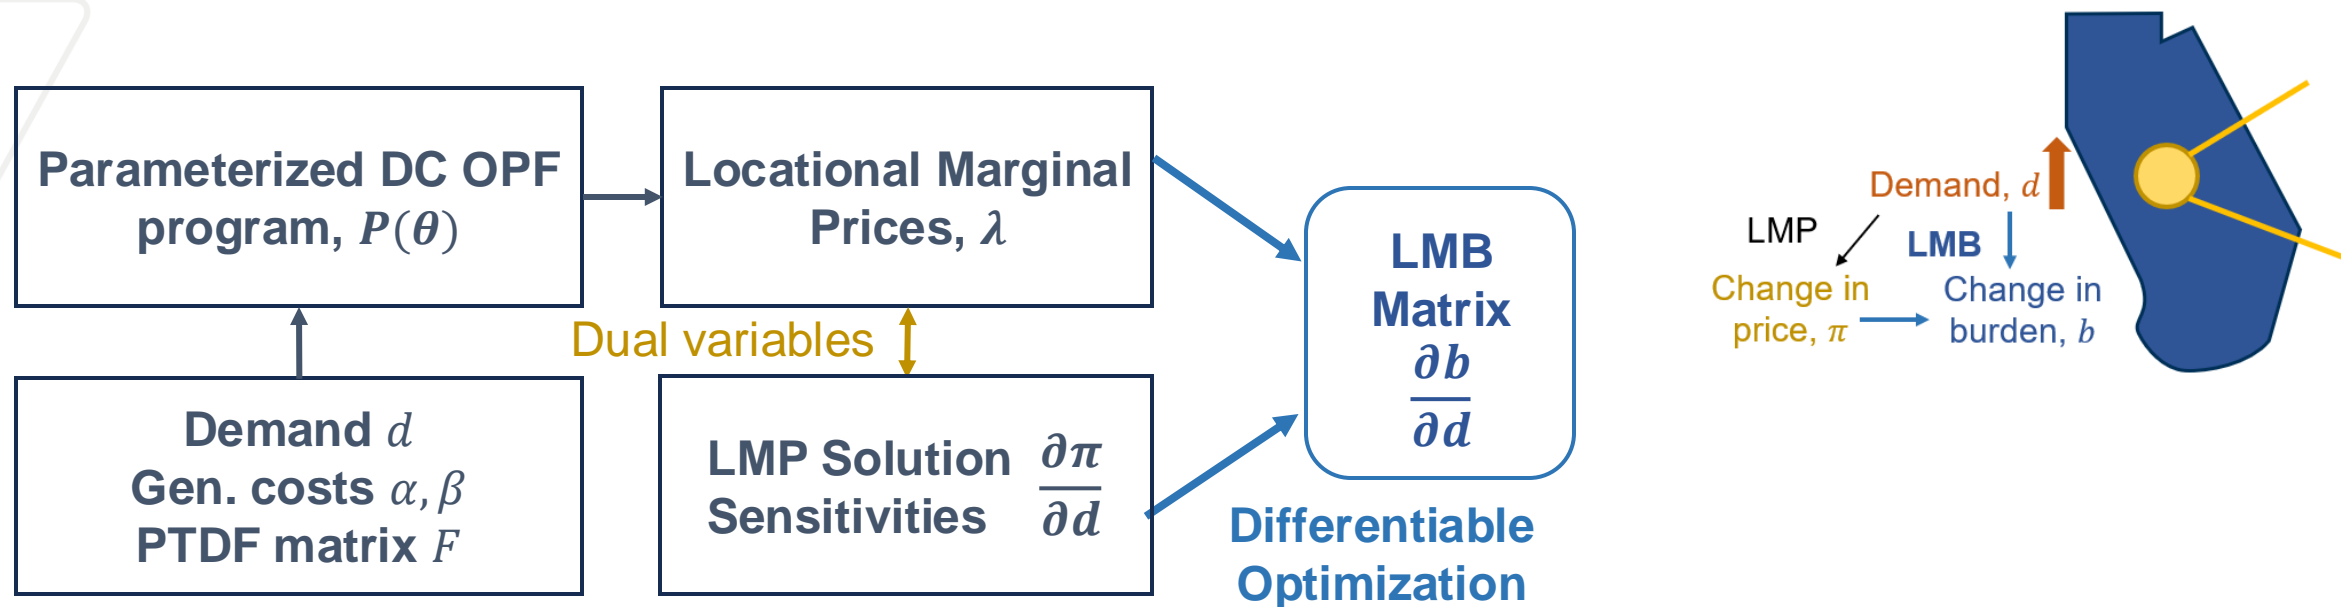 Parameterized DC OPF
program, P(θ)
Locational Marginal
Prices, λ
Dual variables
Demand d
Gen. costs α, β
PTDF matrix F
LMP Solution
Sensitivities
∂π
∂d
LMB
Matrix
∂b
∂d
Differentiable
Optimization
Demand, d
LMP
LMB
Change in
price, π
Change in
burden, b